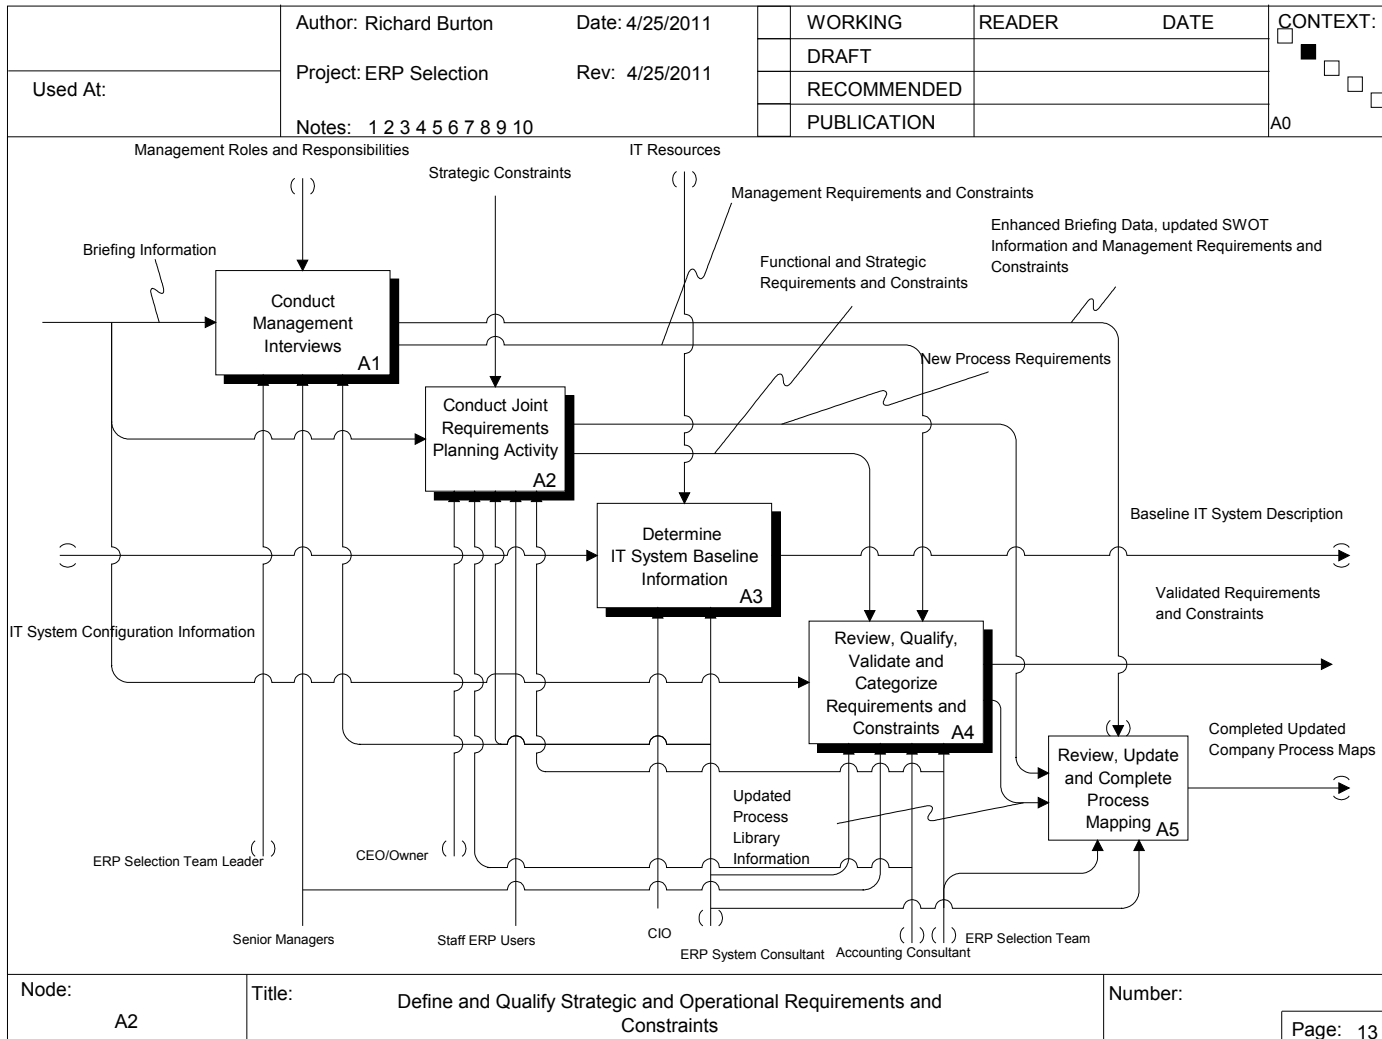 Used At:
Author: Richard Burton
Date: 4/25/2011
Project: ERP Selection
Rev: 4/25/2011
Notes: 1 2 3 4 5 6 7 8 9 10
WORKING
DRAFT
RECOMMENDED
PUBLICATION
READER DATE
CONTEXT:
A0
Management Roles and Responsibilities
Strategic Constraints
IT Resources
Management Requirements and Constraints
Enhanced Briefing Data, updated SWOT
Information and Management Requirements and
Constraints
Briefing Information
Functional and Strategic
Requirements and Constraints
Conduct
Management
Interviews
A1
New Process Requirements
Conduct Joint
Requirements
Planning Activity
A2
Determine
IT System Baseline
Information
A3
Baseline IT System Description
Validated Requirements
and Constraints
IT System Configuration Information
Review, Qualify,
Validate and
Categorize
Requirements and
Constraints
A4
Completed Updated
Company Process Maps
Review, Update
and Complete
Process
Mapping
A5
Updated
Process
Library
Information
ERP Selection Team Leader
CEO/Owner
Senior Managers
Staff ERP Users
CIO
ERP System Consultant
Accounting Consultant
ERP Selection Team
Node:
A2
Title:
Define and Qualify Strategic and Operational Requirements and
Constraints
Number:
Page: 13